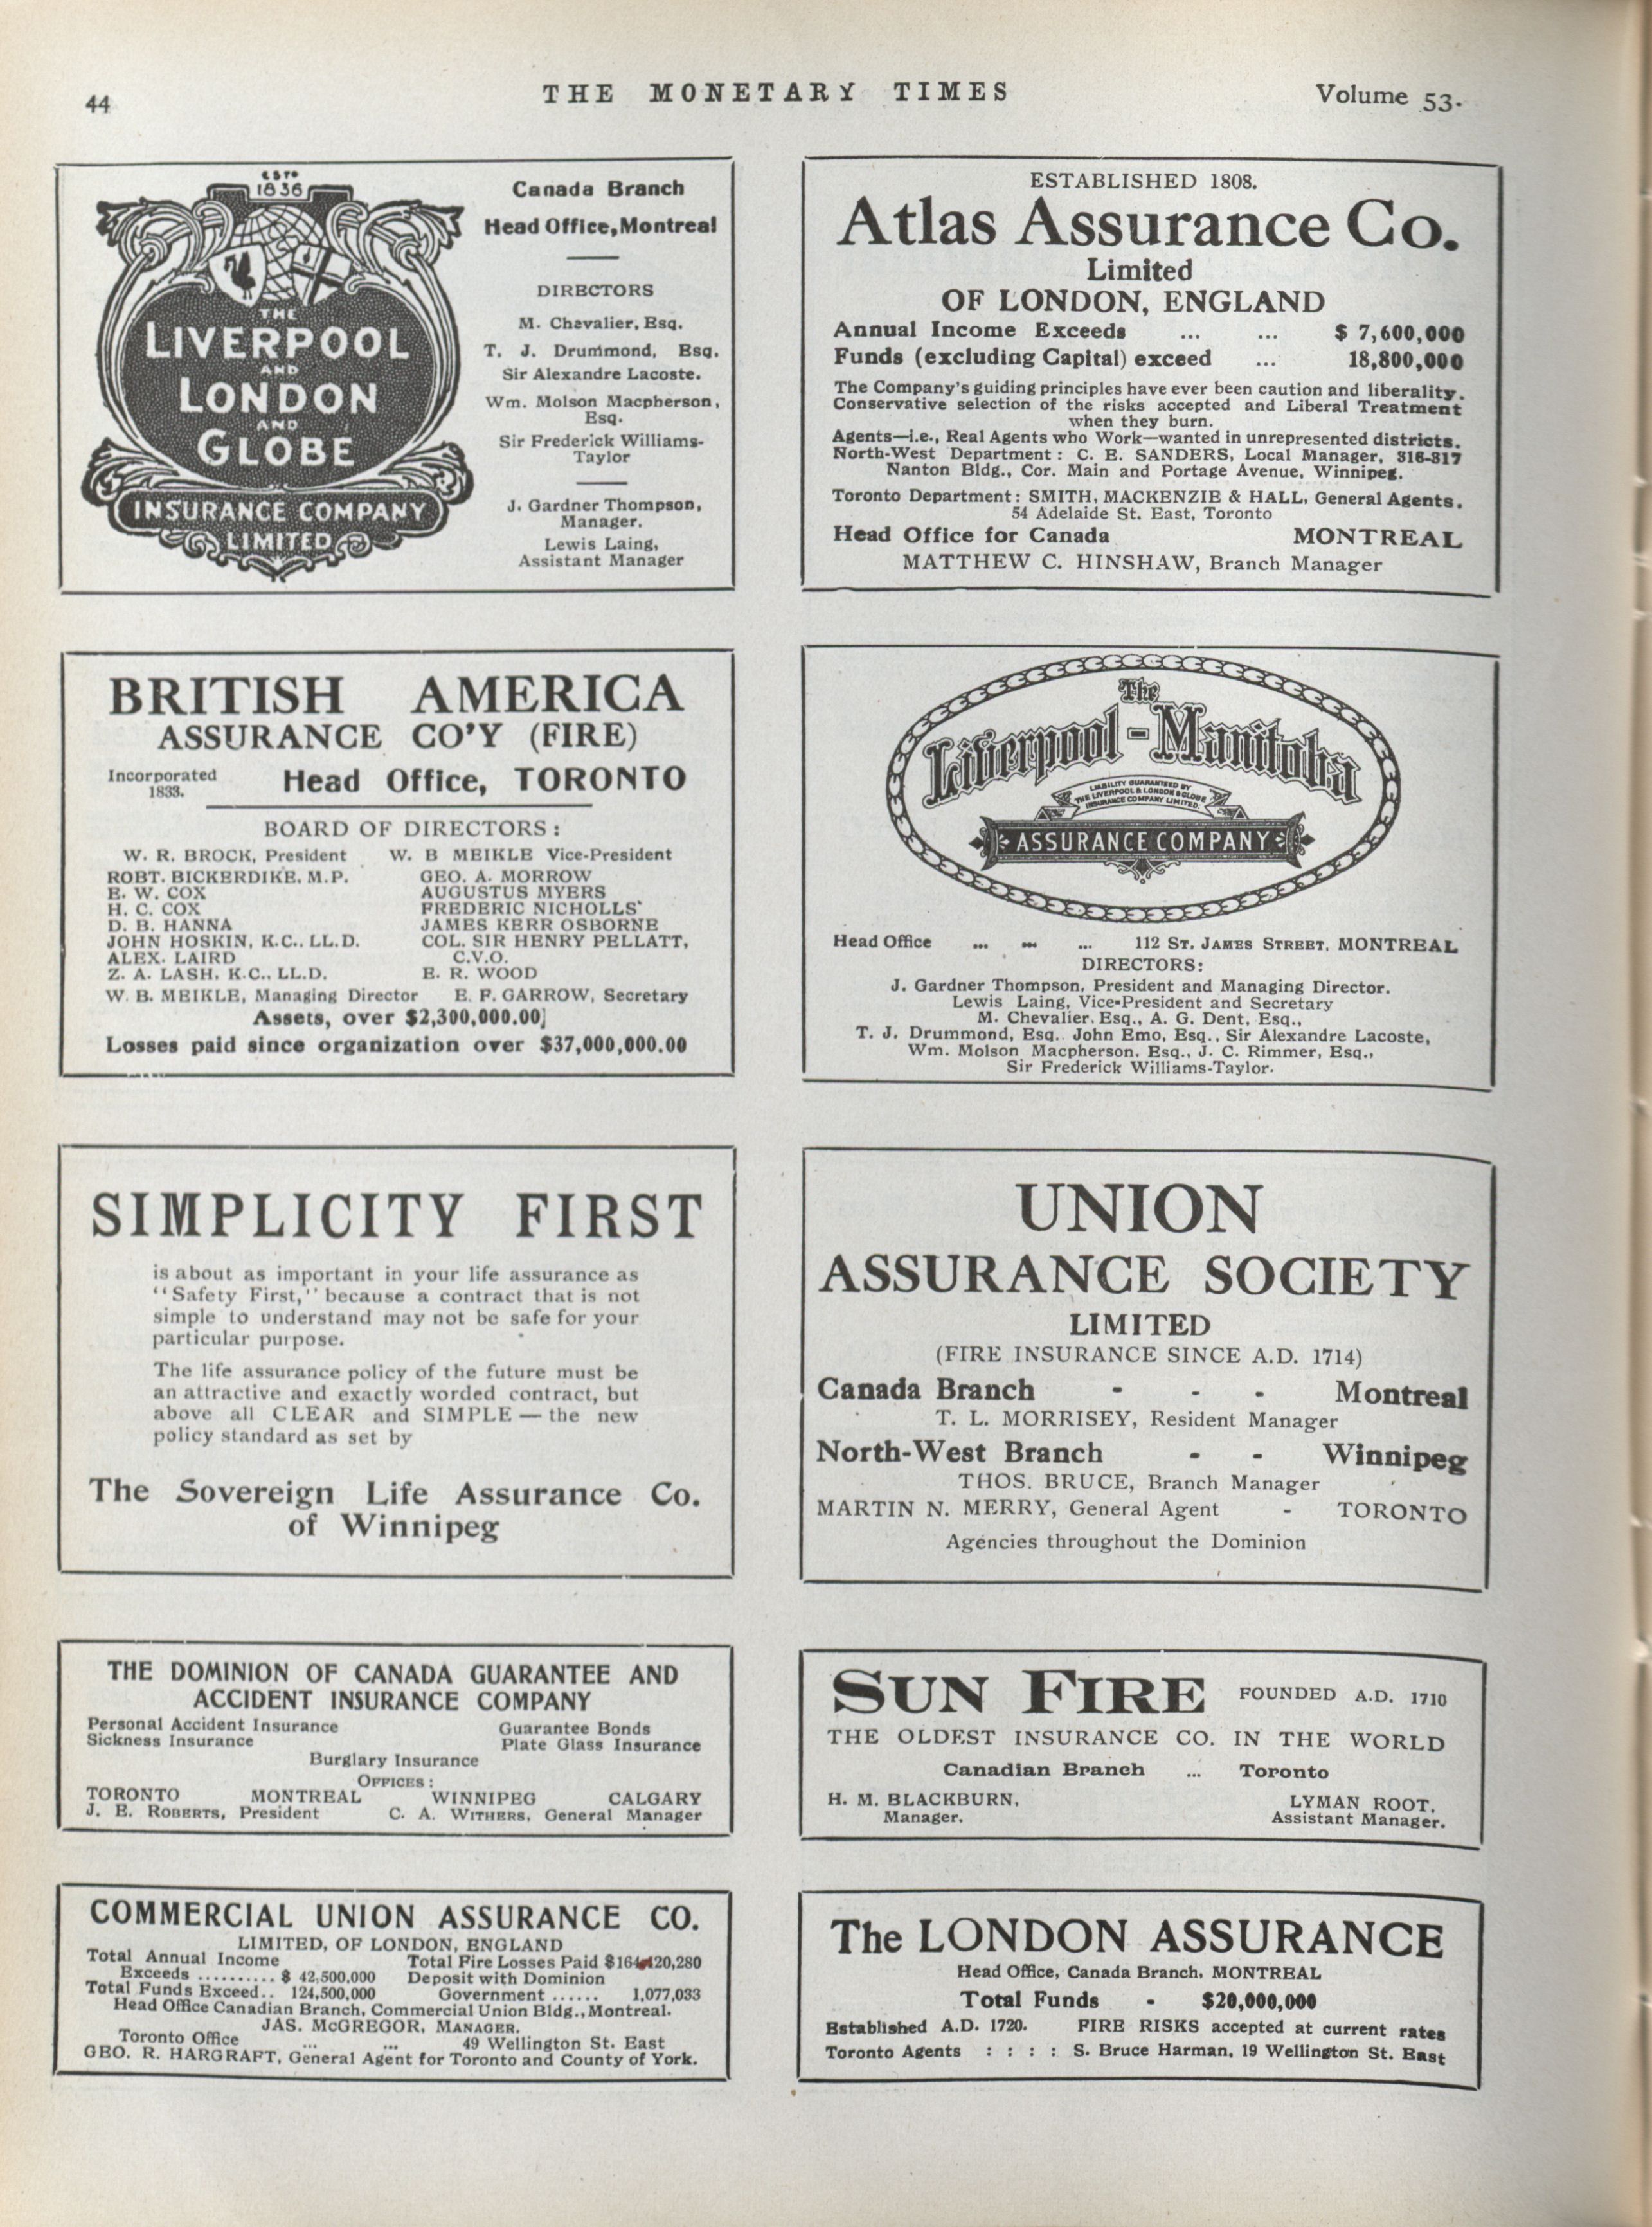 44
THE MONETARY TIMES
Volume 53.
ESTD
1836
THE
LIVERPOOL
AND
LONDON
AND
GLOBE
INSURANCE COMPANY
LIMITED
Canada Branch
Head Office, Montreal
DIRECTORS
M. Chevalier, Esq.
T. J. Drummond, Esq.
Sir Alexandre Lacoste.
Wm. Molson Macpherson,
Esq.
Sir Frederick Williams-
Taylor
J. Gardner Thompson,
Manager.
Lewis Laing,
Assistant Manager
ESTABLISHED 1808.
Atlas Assurance Co.
Limited
OF LONDON, ENGLAND
Annual Income Exceeds ... ... $ 7,600,000
Funds (excluding Capital) exceed ... 18,800,000
The Company's guiding principles have ever been caution and liberality.
Conservative selection of the risks accepted and Liberal Treatment
when they burn.
Agents—i.e., Real Agents who Work—wanted in unrepresented districts.
North-West Department: C. E. SANDERS, Local Manager, 316-317
Nanton Bldg., Cor. Main and Portage Avenue, Winnipeg.
Toronto Department: SMITH, MACKENZIE & HALL, General Agents.
54 Adelaide St. East, Toronto
Head Office for Canada MONTREAL
MATTHEW C. HINSHAW, Branch Manager
BRITISH AMERICA
ASSURANCE CO'Y (FIRE)
Incorporated
1833.
Head Office, TORONTO
BOARD OF DIRECTORS:
W. R. BROCK, President W. B MEIKLE Vice-President
ROBT. BICKERDIKE, M.P. GEO. A. MORROW
E. W. COX AUGUSTUS MYERS
H. C. COX FREDERIC NICHOLLS
D. B. HANNA JAMES KERR OSBORNE
JOHN HOSKIN, K.C., LL.D. COL. SIR HENRY PELLATT,
ALEX. LAIRD C.V.O.
Z. A. LASH, K.C., LL.D. E. R. WOOD
W. B. MEIKLE, Managing Director E. F. GARROW, Secretary
Assets, over $2,300,000.00
Losses paid since organization over $37,000,000.00
The
Liverpool-Manitoba
LIABILITY GUARANTEED BY
THE LIVERPOOL & LONDON & GLOBE
INSURANCE COMPANY LIMITED.
ASSURANCE COMPANY
Head Office ... ... ... 112 ST. JAMES STREET, MONTREAL
DIRECTORS:
J. Gardner Thompson, President and Managing Director.
Lewis Laing, Vice-President and Secretary
M. Chevalier, Esq., A. G. Dent, Esq.,
T. J. Drummond, Esq., John Emo, Esq., Sir Alexandre Lacoste,
Wm. Molson Macpherson, Esq., J. C. Rimmer, Esq.,
Sir Frederick Williams-Taylor.
SIMPLICITY FIRST
is about as important in your life assurance as
"Safety First," because a contract that is not
simple to understand may not be safe for your
particular purpose.
The life assurance policy of the future must be
an attractive and exactly worded contract, but
above all CLEAR and SIMPLE — the new
policy standard as set by
The Sovereign Life Assurance Co.
of Winnipeg
UNION
ASSURANCE SOCIETY
LIMITED
(FIRE INSURANCE SINCE A.D. 1714)
Canada Branch - - - Montreal
T. L. MORRISEY, Resident Manager
North-West Branch - - Winnipeg
THOS. BRUCE, Branch Manager
MARTIN N. MERRY, General Agent - TORONTO
Agencies throughout the Dominion
THE DOMINION OF CANADA GUARANTEE AND
ACCIDENT INSURANCE COMPANY
Personal Accident Insurance Guarantee Bonds
Sickness Insurance Plate Glass Insurance
Burglary Insurance
OFFICES:
TORONTO MONTREAL WINNIPEG CALGARY
J. E. ROBERTS, President C. A. WITHERS, General Manager
SUN FIRE FOUNDED A.D. 1710
THE OLDEST INSURANCE CO. IN THE WORLD
Canadian Branch ... Toronto
H. M. BLACKBURN,
Manager.
LYMAN ROOT,
Assistant Manager.
COMMERCIAL UNION ASSURANCE CO.
LIMITED, OF LONDON, ENGLAND
Total Annual Income Total Fire Losses Paid $164,420,280
Exceeds .......... $ 42,500,000 Deposit with Dominion
Total Funds Exceed.. 124,500,000 Government ...... 1,077,033
Head Office Canadian Branch, Commercial Union Bldg., Montreal.
JAS. McGREGOR, MANAGER.
Toronto Office ... ... 49 Wellington St. East
GEO. R. HARGRAFT, General Agent for Toronto and County of York.
The LONDON ASSURANCE
Head Office, Canada Branch, MONTREAL
Total Funds - $20,000,000
Established A.D. 1720. FIRE RISKS accepted at current rates
Toronto Agents : : : : S. Bruce Harman, 19 Wellington St. East